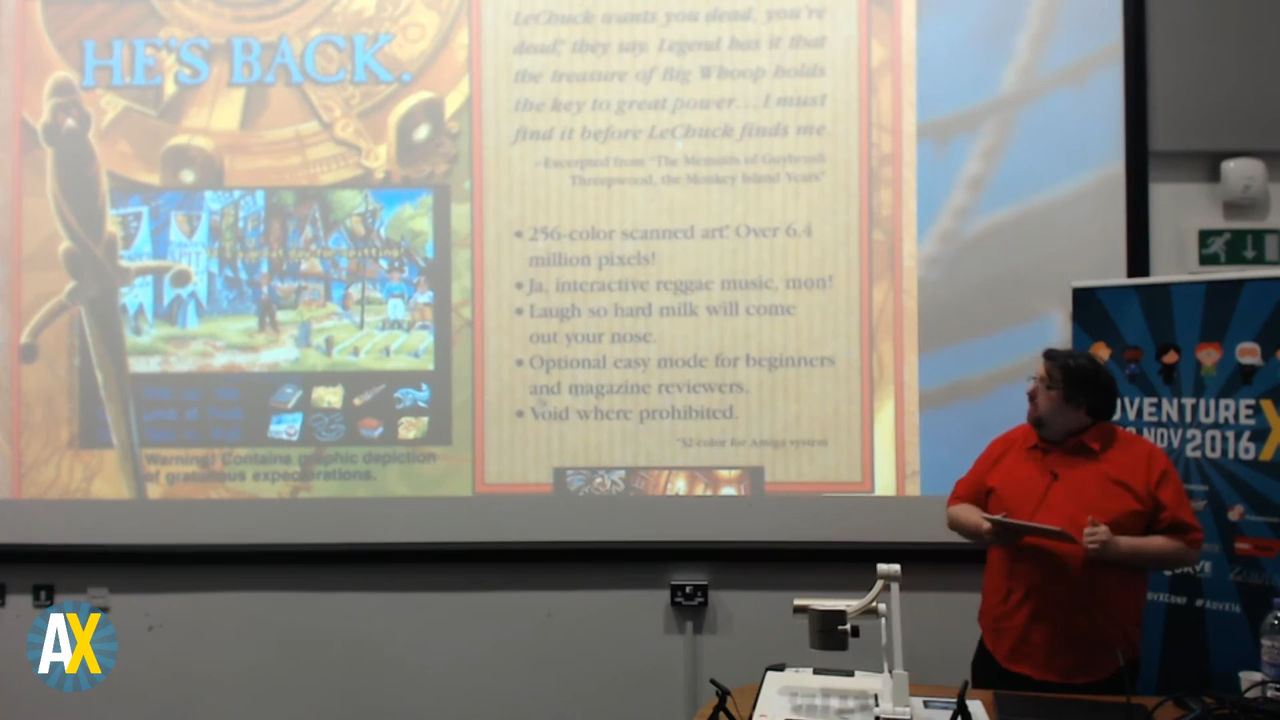 HE'S BACK.
LeChuck wants you dead, you're
dead," they say. Legend has it that
the treasure of Big Whoop holds
the key to great power....I must
find it before LeChuck finds me.
–Excerpted from "The Memoirs of Guybrush
Threepwood, the Monkey Island Years"
• 256-color scanned art! Over 6.4
million pixels!
• Ja, interactive reggae music, mon!
• Laugh so hard milk will come
out your nose.
• Optional easy mode for beginners
and magazine reviewers.
• Void where prohibited.
*32-color for Amiga system
SPIT
Warning! Contains graphic depiction
of gratuitous expectorations.
DVENTURE X
NOV 2016
#ADVX16
AX